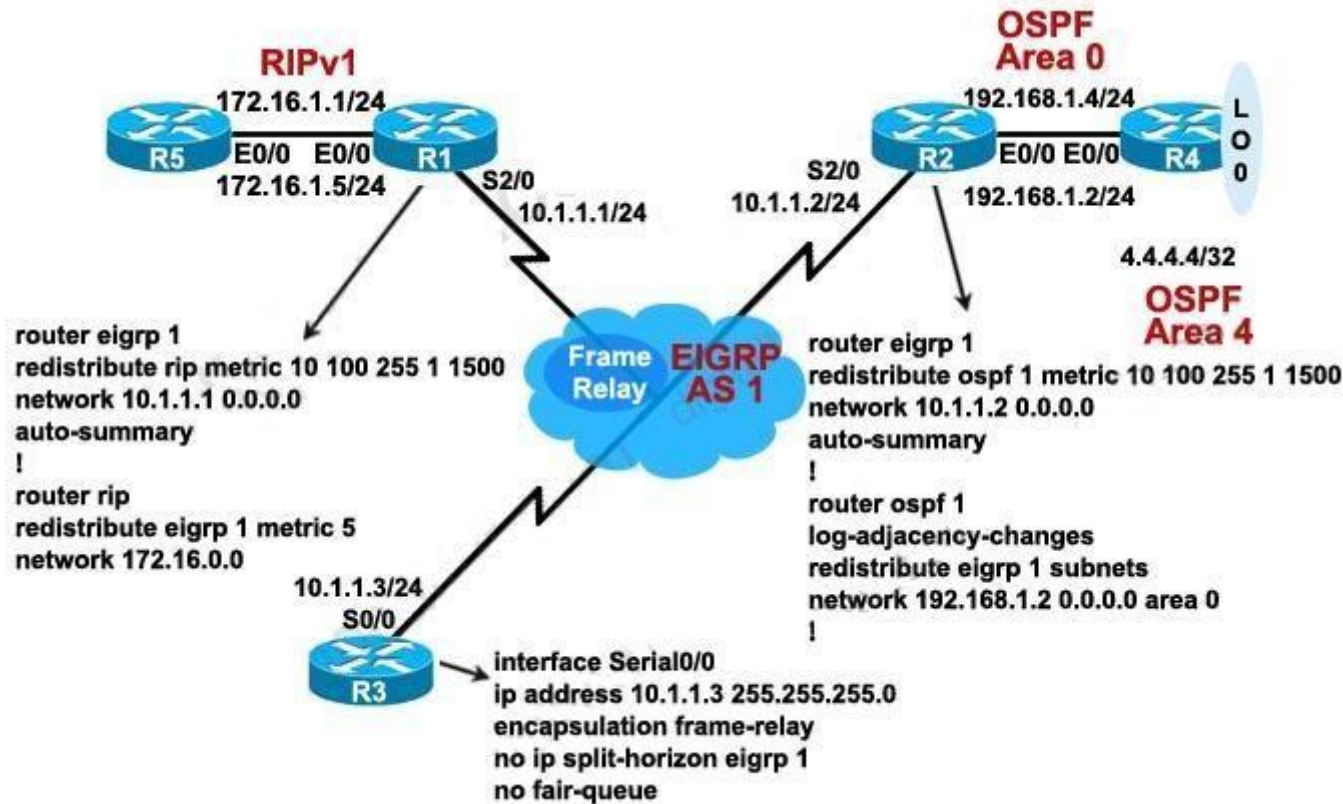 RIPv1
172.16.1.1/24
R5
E0/0 E0/0
R1
172.16.1.5/24
S2/0
10.1.1.1/24
OSPF
Area 0
192.168.1.4/24
R2
E0/0 E0/0
R4
L
O
0
S2/0
10.1.1.2/24
192.168.1.2/24
4.4.4.4/32
OSPF
Area 4
Frame
Relay
EIGRP
AS 1
router eigrp 1
redistribute rip metric 10 100 255 1 1500
network 10.1.1.1 0.0.0.0
auto-summary
!
router rip
redistribute eigrp 1 metric 5
network 172.16.0.0
router eigrp 1
redistribute ospf 1 metric 10 100 255 1 1500
network 10.1.1.2 0.0.0.0
auto-summary
!
router ospf 1
log-adjacency-changes
redistribute eigrp 1 subnets
network 192.168.1.2 0.0.0.0 area 0
!
10.1.1.3/24
S0/0
R3
interface Serial0/0
ip address 10.1.1.3 255.255.255.0
encapsulation frame-relay
no ip split-horizon eigrp 1
no fair-queue